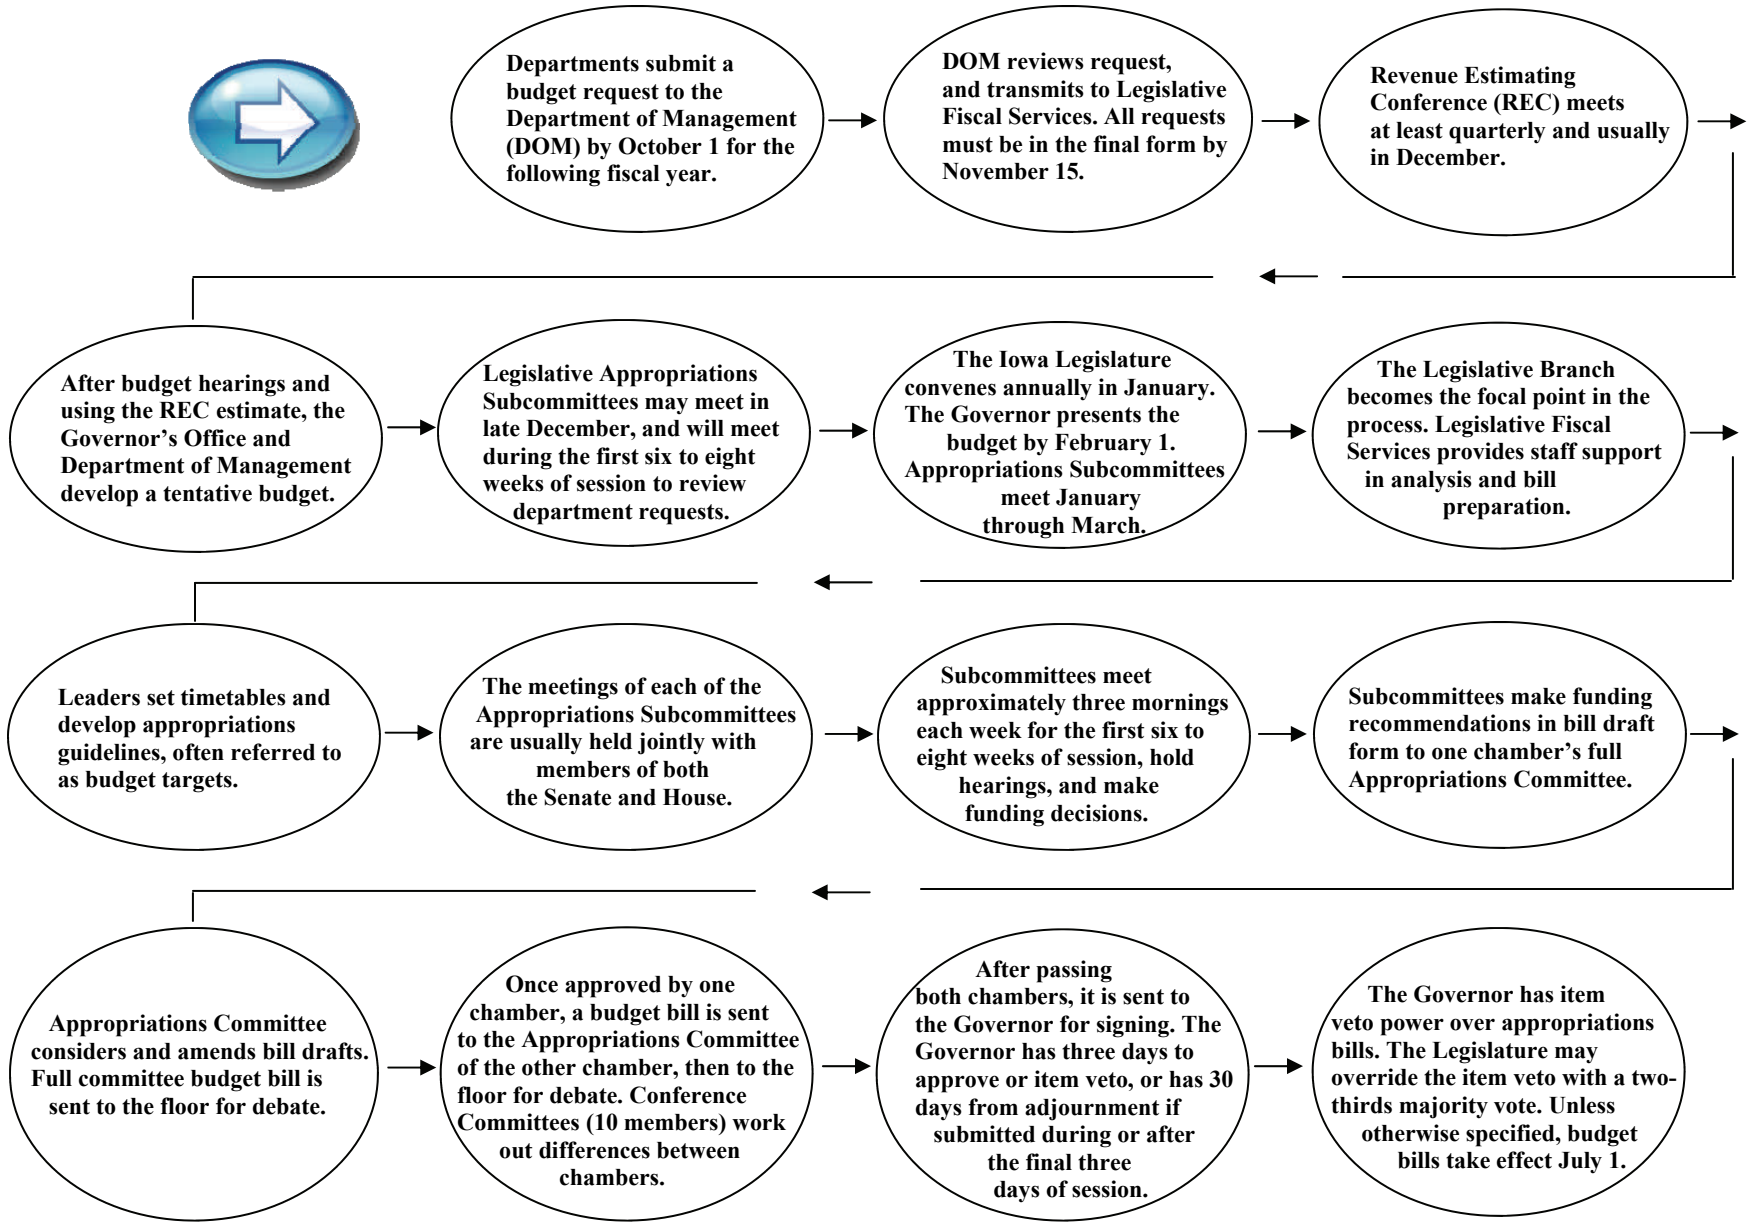 Departments submit a
budget request to the
Department of Management
(DOM) by October 1 for the
following fiscal year.
DOM reviews request,
and transmits to Legislative
Fiscal Services. All requests
must be in the final form by
November 15.
Revenue Estimating
Conference (REC) meets
at least quarterly and usually
in December.
After budget hearings and
using the REC estimate, the
Governor's Office and
Department of Management
develop a tentative budget.
Legislative Appropriations
Subcommittees may meet in
late December, and will meet
during the first six to eight
weeks of session to review
department requests.
The Iowa Legislature
convenes annually in January.
The Governor presents the
budget by February 1.
Appropriations Subcommittees
meet January
through March.
The Legislative Branch
becomes the focal point in the
process. Legislative Fiscal
Services provides staff support
in analysis and bill
preparation.
Leaders set timetables and
develop appropriations
guidelines, often referred to
as budget targets.
The meetings of each of the
Appropriations Subcommittees
are usually held jointly with
members of both
the Senate and House.
Subcommittees meet
approximately three mornings
each week for the first six to
eight weeks of session, hold
hearings, and make
funding decisions.
Subcommittees make funding
recommendations in bill draft
form to one chamber's full
Appropriations Committee.
Appropriations Committee
considers and amends bill drafts.
Full committee budget bill is
sent to the floor for debate.
Once approved by one
chamber, a budget bill is sent
to the Appropriations Committee
of the other chamber, then to the
floor for debate. Conference
Committees (10 members) work
out differences between
chambers.
After passing
both chambers, it is sent to
the Governor for signing. The
Governor has three days to
approve or item veto, or has 30
days from adjournment if
submitted during or after
the final three
days of session.
The Governor has item
veto power over appropriations
bills. The Legislature may
override the item veto with a two-
thirds majority vote. Unless
otherwise specified, budget
bills take effect July 1.